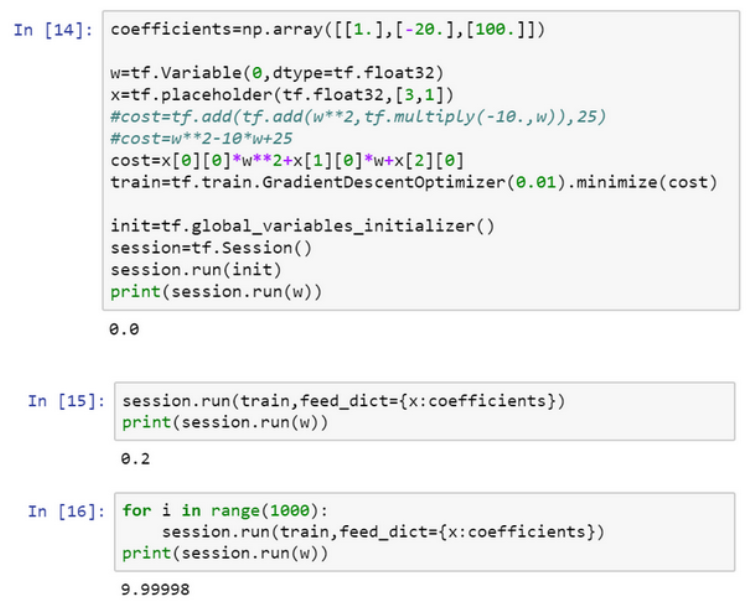 In [14]: coefficients=np.array([[1.],[-20.],[100.]])
w=tf.Variable(0,dtype=tf.float32)
x=tf.placeholder(tf.float32,[3,1])
#cost=tf.add(tf.add(w**2,tf.multiply(-10.,w)),25)
#cost=w**2-10*w+25
cost=x[0][0]*w**2+x[1][0]*w+x[2][0]
train=tf.train.GradientDescentOptimizer(0.01).minimize(cost)
init=tf.global_variables_initializer()
session=tf.Session()
session.run(init)
print(session.run(w))
0.0
In [15]: session.run(train,feed_dict={x:coefficients})
print(session.run(w))
0.2
In [16]: for i in range(1000):
    session.run(train,feed_dict={x:coefficients})
print(session.run(w))
9.99998